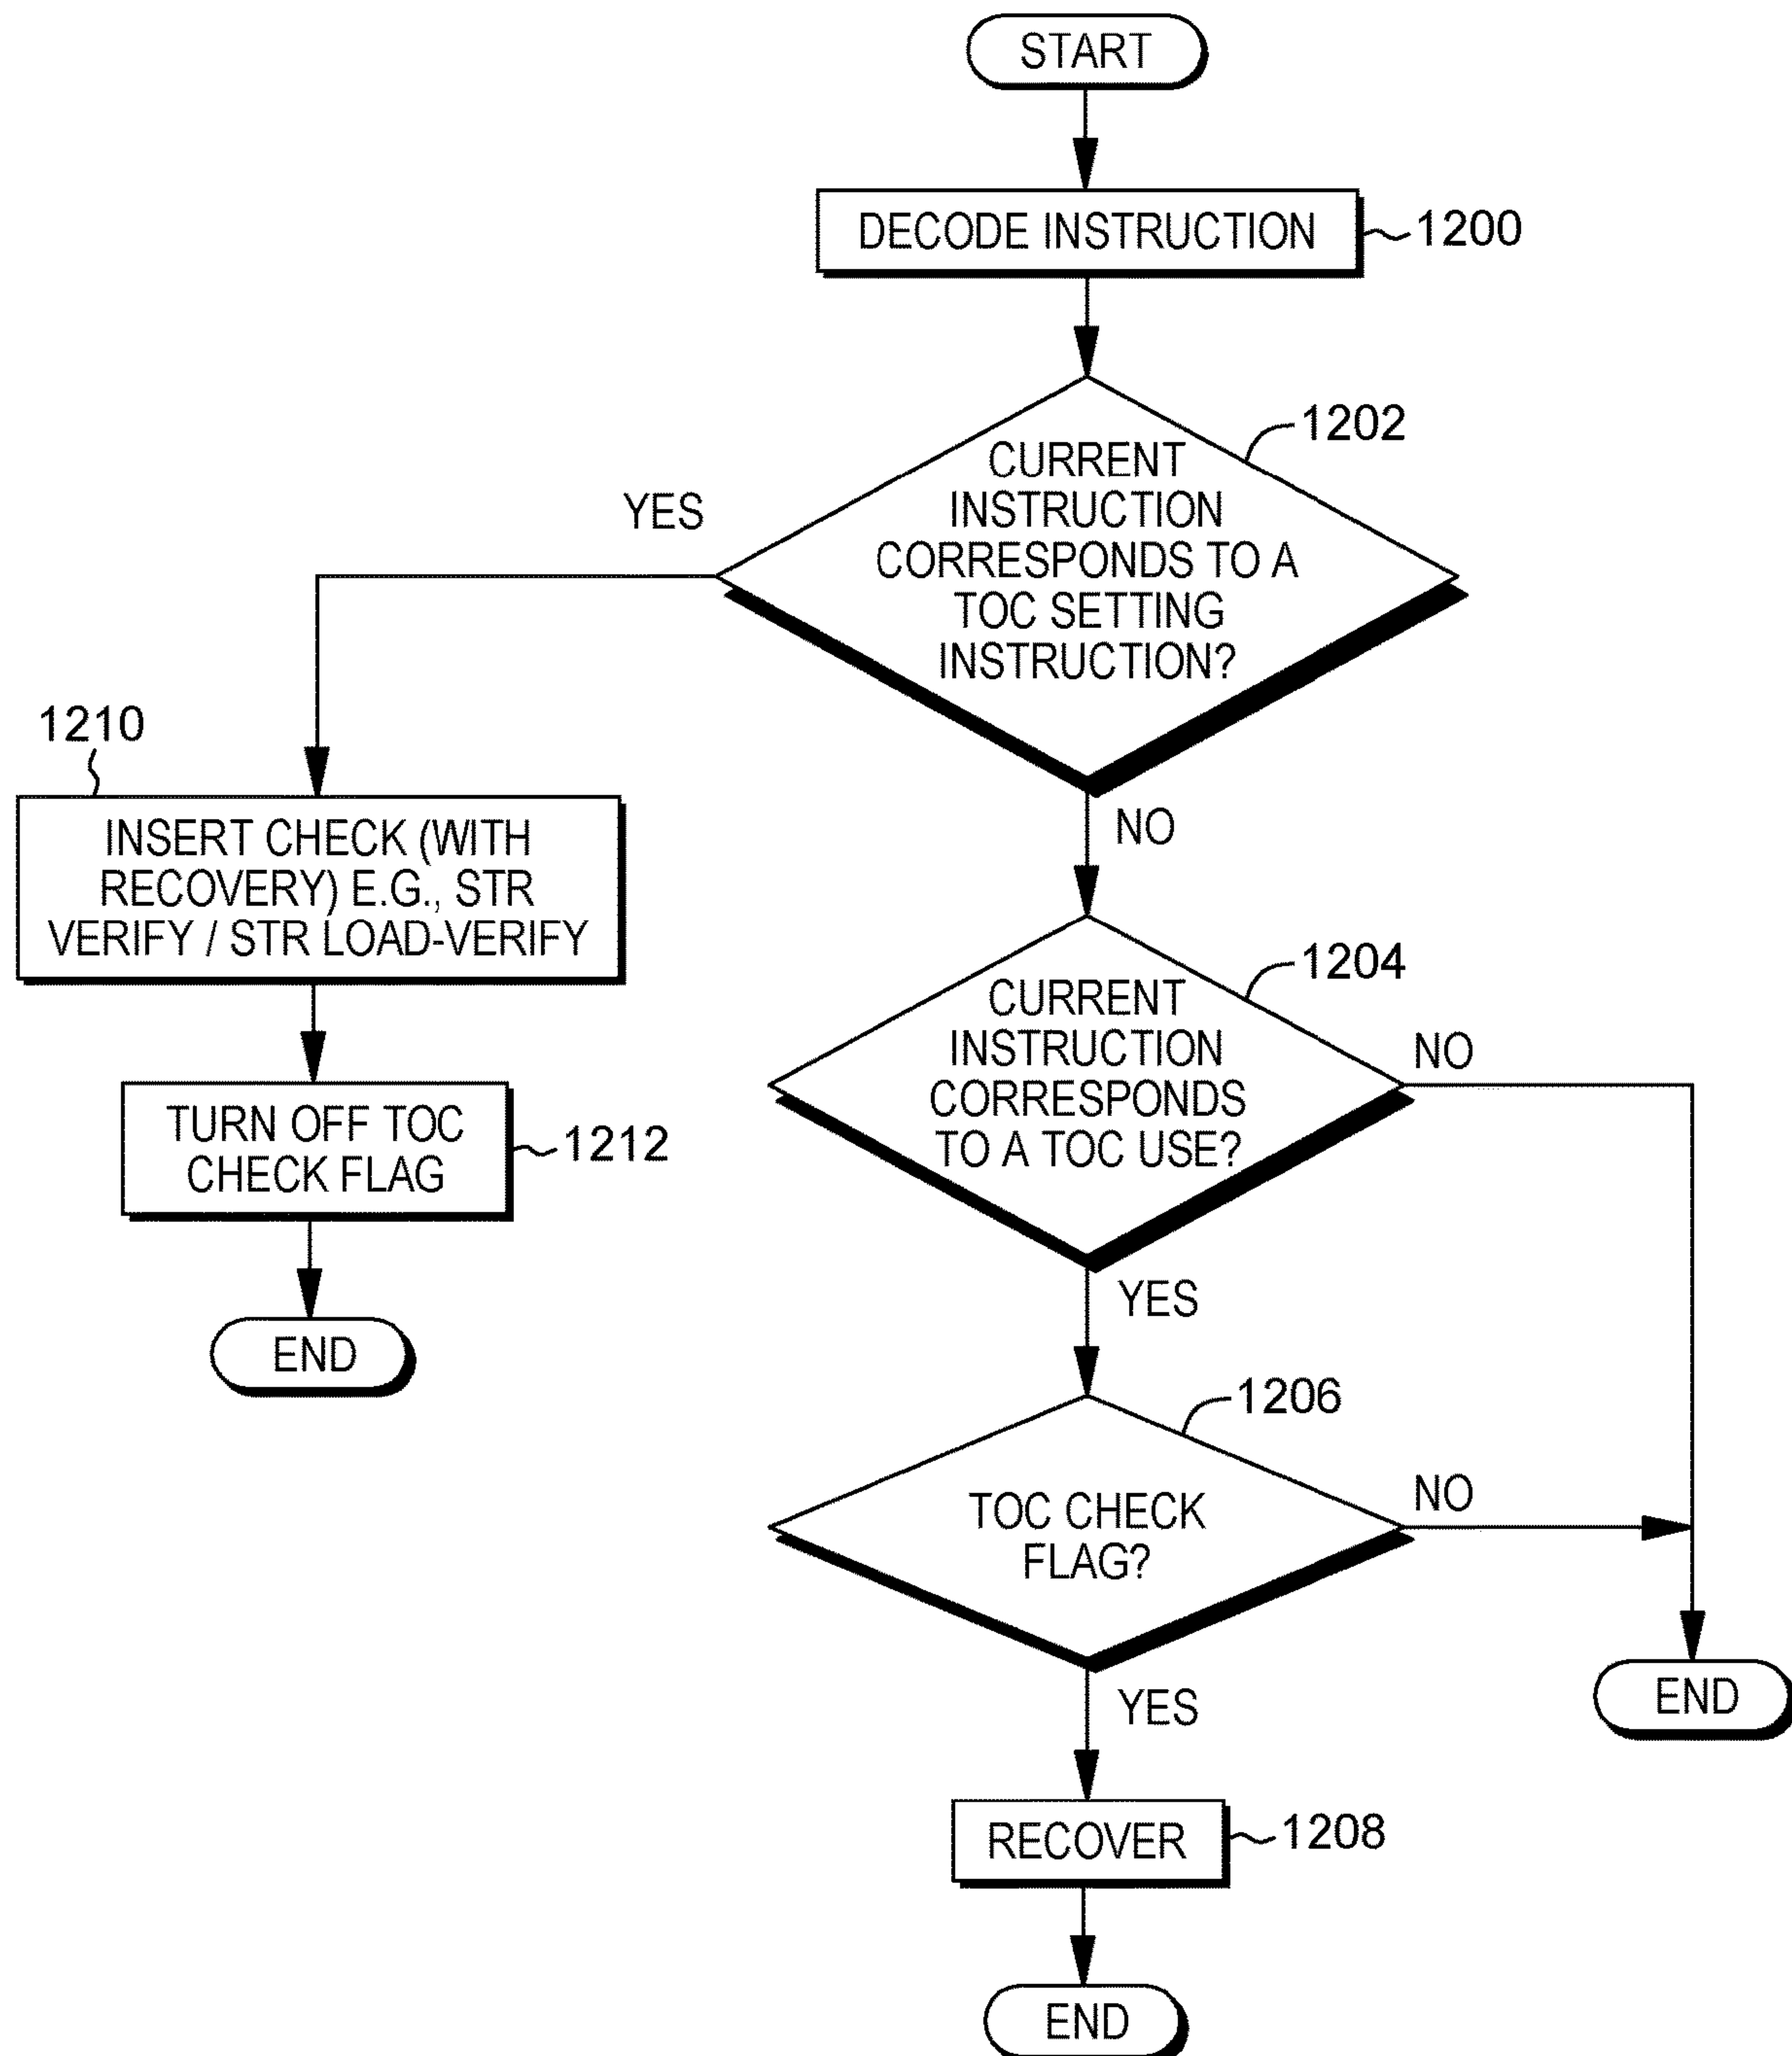 START
DECODE INSTRUCTION
1200
1202
CURRENT
INSTRUCTION
CORRESPONDS TO A
TOC SETTING
INSTRUCTION?
YES
NO
1210
INSERT CHECK (WITH
RECOVERY) E.G., STR
VERIFY / STR LOAD-VERIFY
TURN OFF TOC
CHECK FLAG
1212
END
1204
CURRENT
INSTRUCTION
CORRESPONDS
TO A TOC USE?
NO
YES
1206
TOC CHECK
FLAG?
NO
YES
END
RECOVER
1208
END